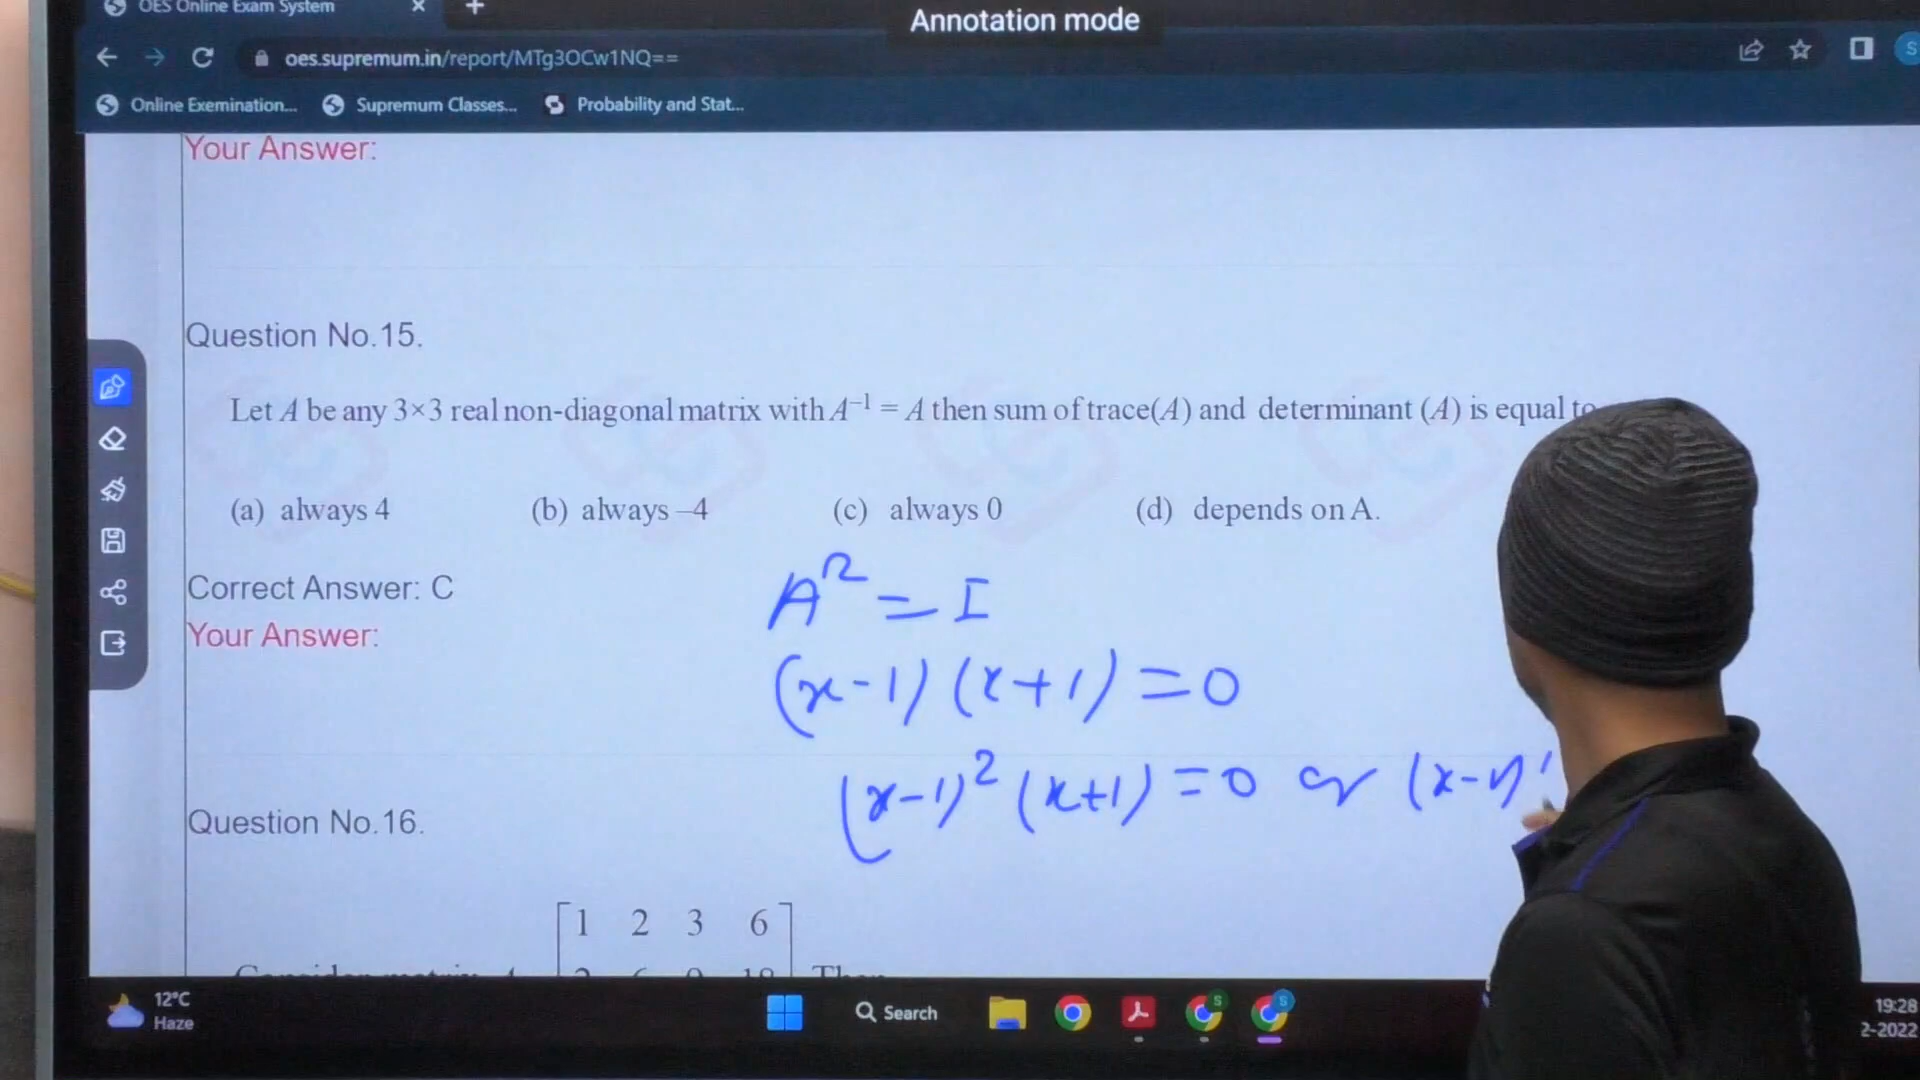 OES Online Exam System
Annotation mode
oes.supremum.in/report/MTg3OCw1NQ==
Online Exemination... Supremum Classes... Probability and Stat...
Your Answer:
Question No.15.
Let A be any 3×3 real non-diagonal matrix with A⁻¹ = A then sum of trace(A) and determinant (A) is equal to
(a) always 4 (b) always –4 (c) always 0 (d) depends on A.
Correct Answer: C
Your Answer:
A² = I
(x-1) (x+1) = 0
(x-1)² (x+1) = 0 or (x-1)
Question No.16.
1 2 3 6
12°C
Haze
Search
S
S
S
19:28
2-2022